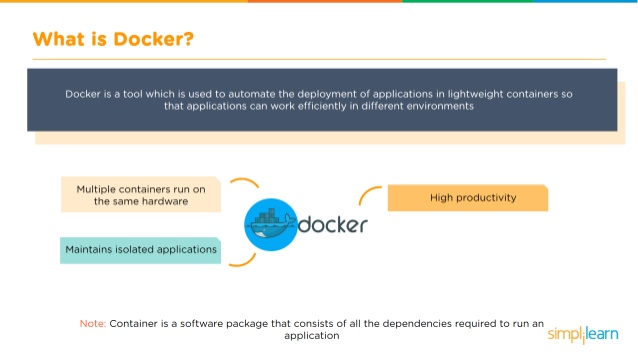 What is Docker?
Docker is a tool which is used to automate the deployment of applications in lightweight containers so
that applications can work efficiently in different environments
Multiple containers run on
the same hardware
High productivity
docker
Maintains isolated applications
Note: Container is a software package that consists of all the dependencies required to run an
application
simplilearn